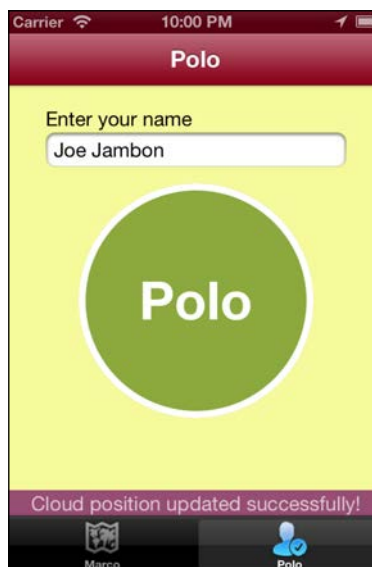 Carrier 10:00 PM
Polo
Enter your name
Joe Jambon
Polo
Cloud position updated successfully!
Marco Polo